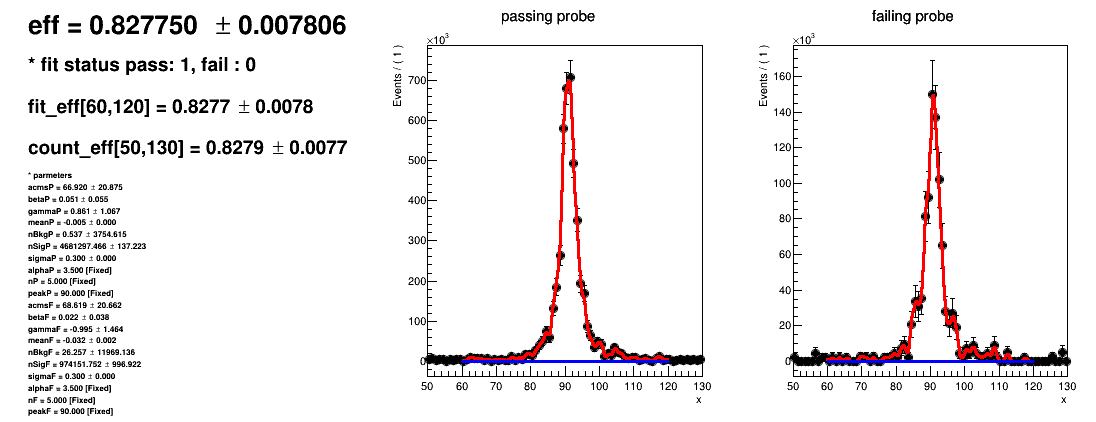 eff = 0.827750 ± 0.007806
* fit status pass: 1, fail : 0
fit_eff[60,120] = 0.8277 ± 0.0078
count_eff[50,130] = 0.8279 ± 0.0077
* parmeters
acmsP = 66.920 ± 20.875
betaP = 0.051 ± 0.055
gammaP = 0.861 ± 1.067
meanP = -0.005 ± 0.000
nBkgP = 0.537 ± 3754.615
nSigP = 4681297.466 ± 137.223
sigmaP = 0.300 ± 0.000
alphaP = 3.500 [Fixed]
nP = 5.000 [Fixed]
peakP = 90.000 [Fixed]
acmsF = 68.619 ± 20.662
betaF = 0.022 ± 0.038
gammaF = -0.995 ± 1.464
meanF = -0.032 ± 0.002
nBkgF = 26.257 ± 11969.136
nSigF = 974151.752 ± 996.922
sigmaF = 0.300 ± 0.000
alphaF = 3.500 [Fixed]
nF = 5.000 [Fixed]
peakF = 90.000 [Fixed]
passing probe
×10³
Events / ( 1 )
700
600
500
400
300
200
100
0
50 60 70 80 90 100 110 120 130
x
failing probe
×10³
Events / ( 1 )
160
140
120
100
80
60
40
20
0
50 60 70 80 90 100 110 120 130
x